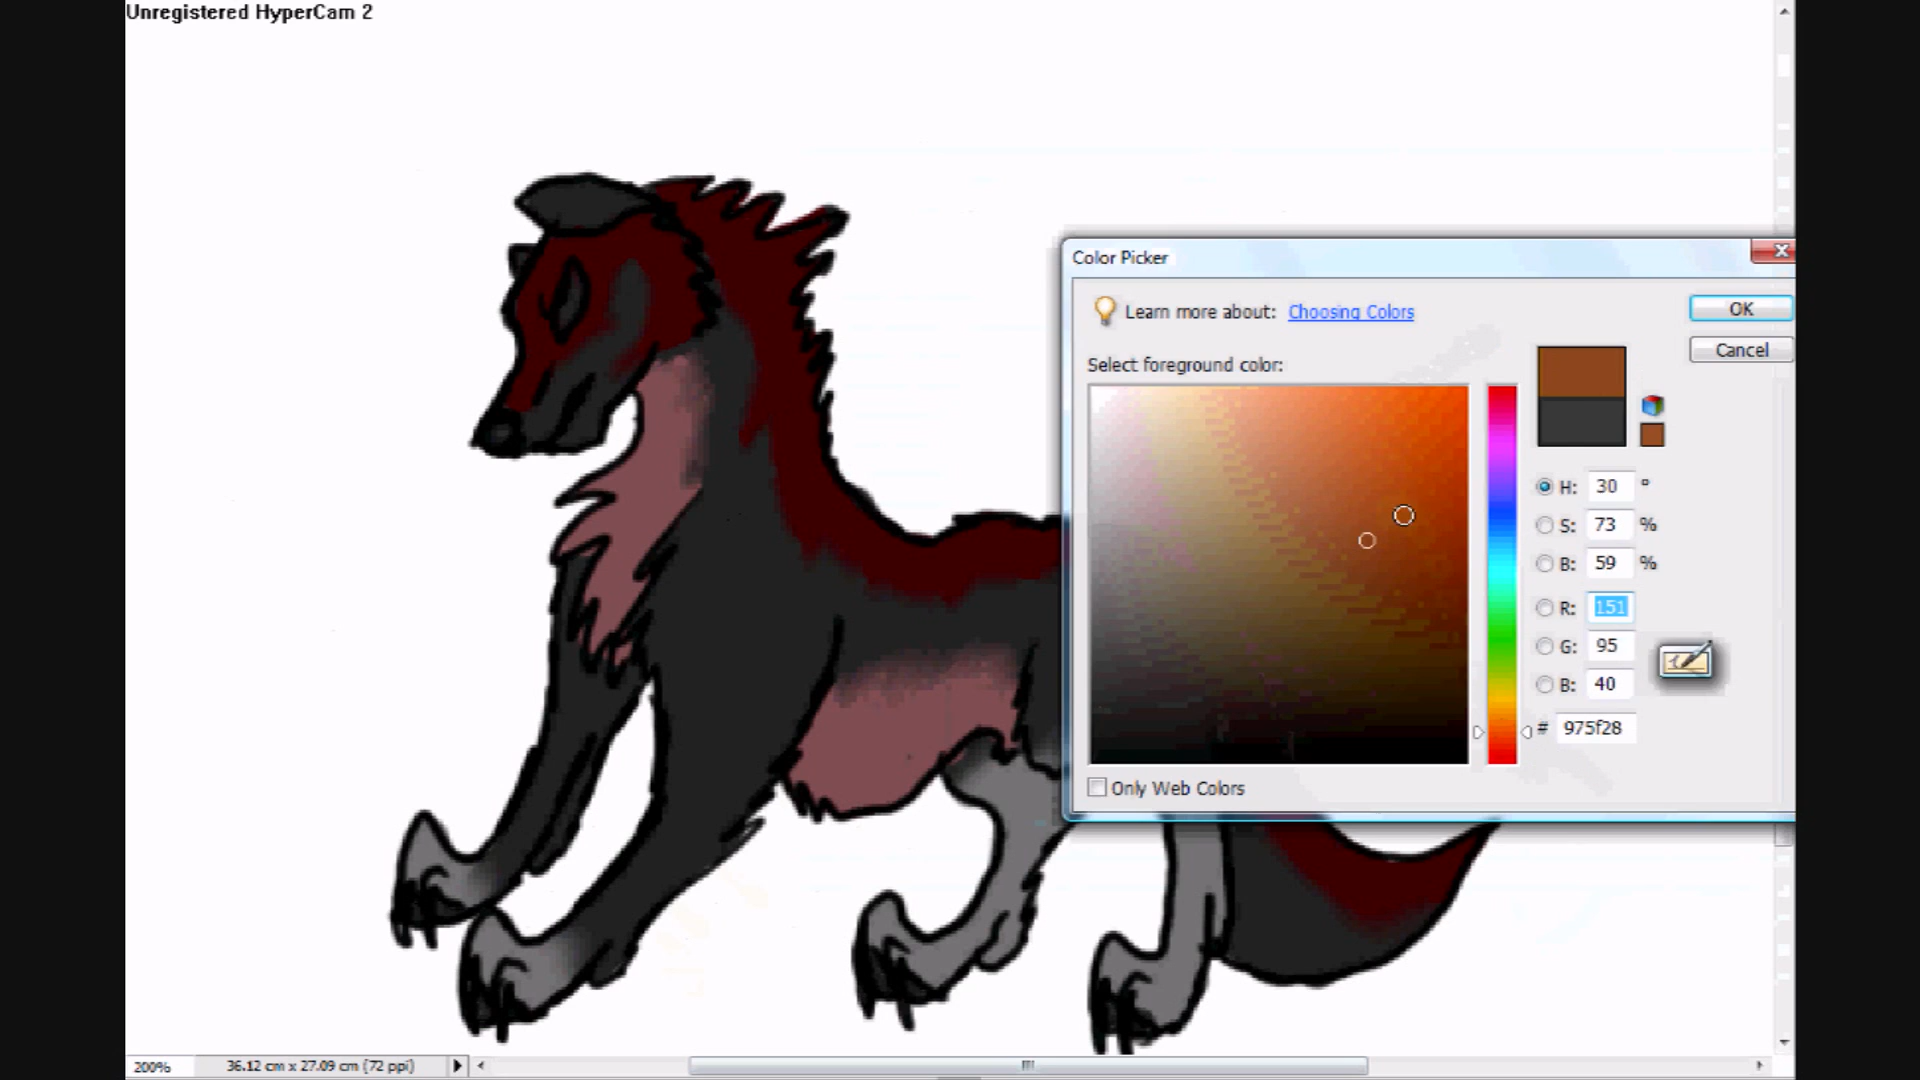 Unregistered HyperCam 2
Color Picker
Learn more about: Choosing Colors
OK
Cancel
Select foreground color:
H: 30 °
S: 73 %
B: 59 %
R: 151
G: 95
B: 40
# 975f28
Only Web Colors
200% 36.12 cm x 27.09 cm (72 ppi)